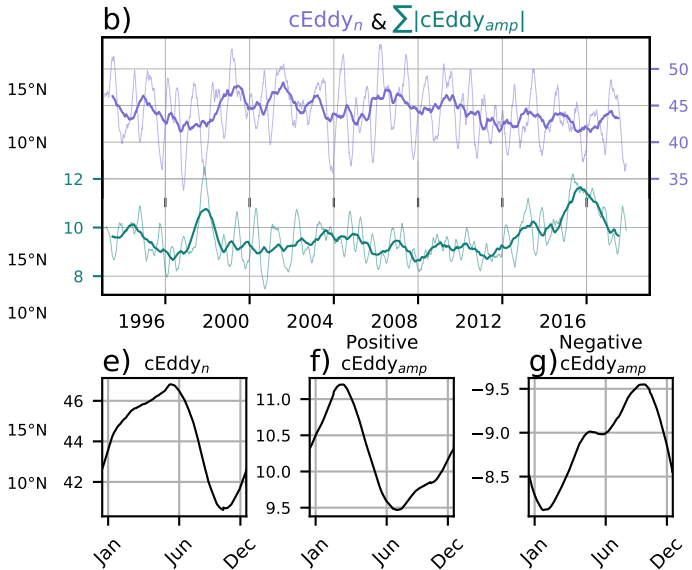 b) cEddyₙ & ∑|cEddy_amp|
15°N
10°N
15°N
10°N
15°N
10°N
12
10
8
50
45
40
35
1996 2000 2004 2008 2012 2016
e) cEddyₙ
46
44
42
Jan Jun Dec
Positive
f) cEddy_amp
11.0
10.5
10.0
9.5
Jan Jun Dec
Negative
g) cEddy_amp
−9.5
−9.0
−8.5
Jan Jun Dec